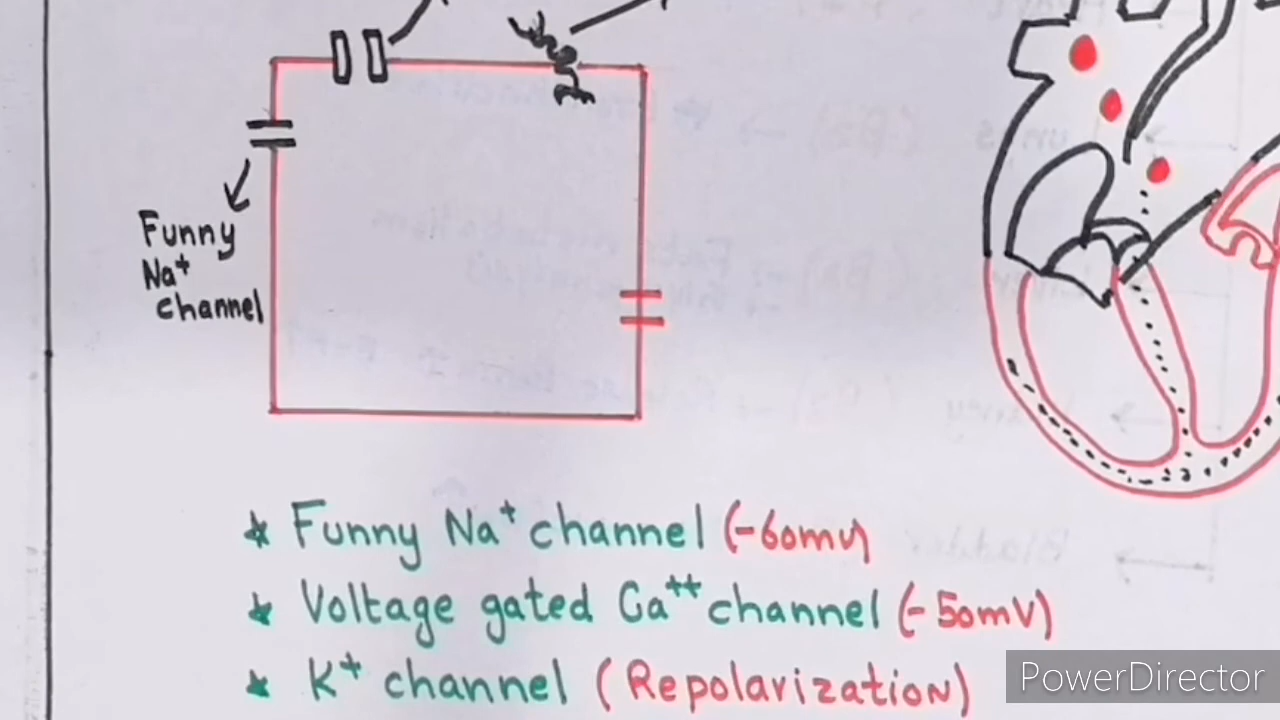 Funny
Na+
channel
* Funny Na+ channel (-60mv)
* Voltage gated Ca++ channel (-50mV)
* K+ channel (Repolarization)
PowerDirector